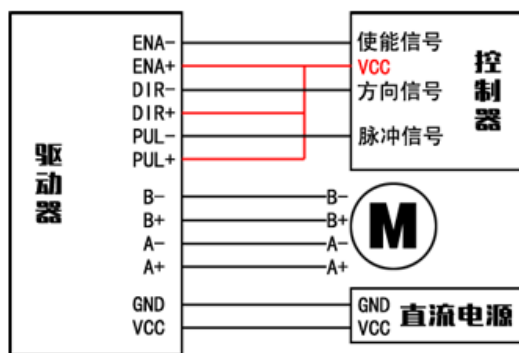 驱动器
ENA-
ENA+
DIR-
DIR+
PUL-
PUL+
B-
B+
A-
A+
GND
VCC
使能信号
VCC
方向信号
脉冲信号
控制器
B-
B+
A-
A+
M
GND
VCC
直流电源